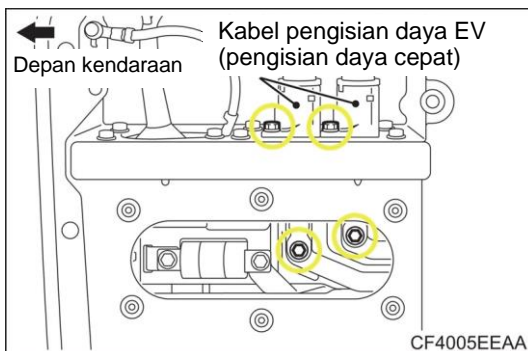 Depan kendaraan
Kabel pengisian daya EV
(pengisian daya cepat)
CF4005EEAA